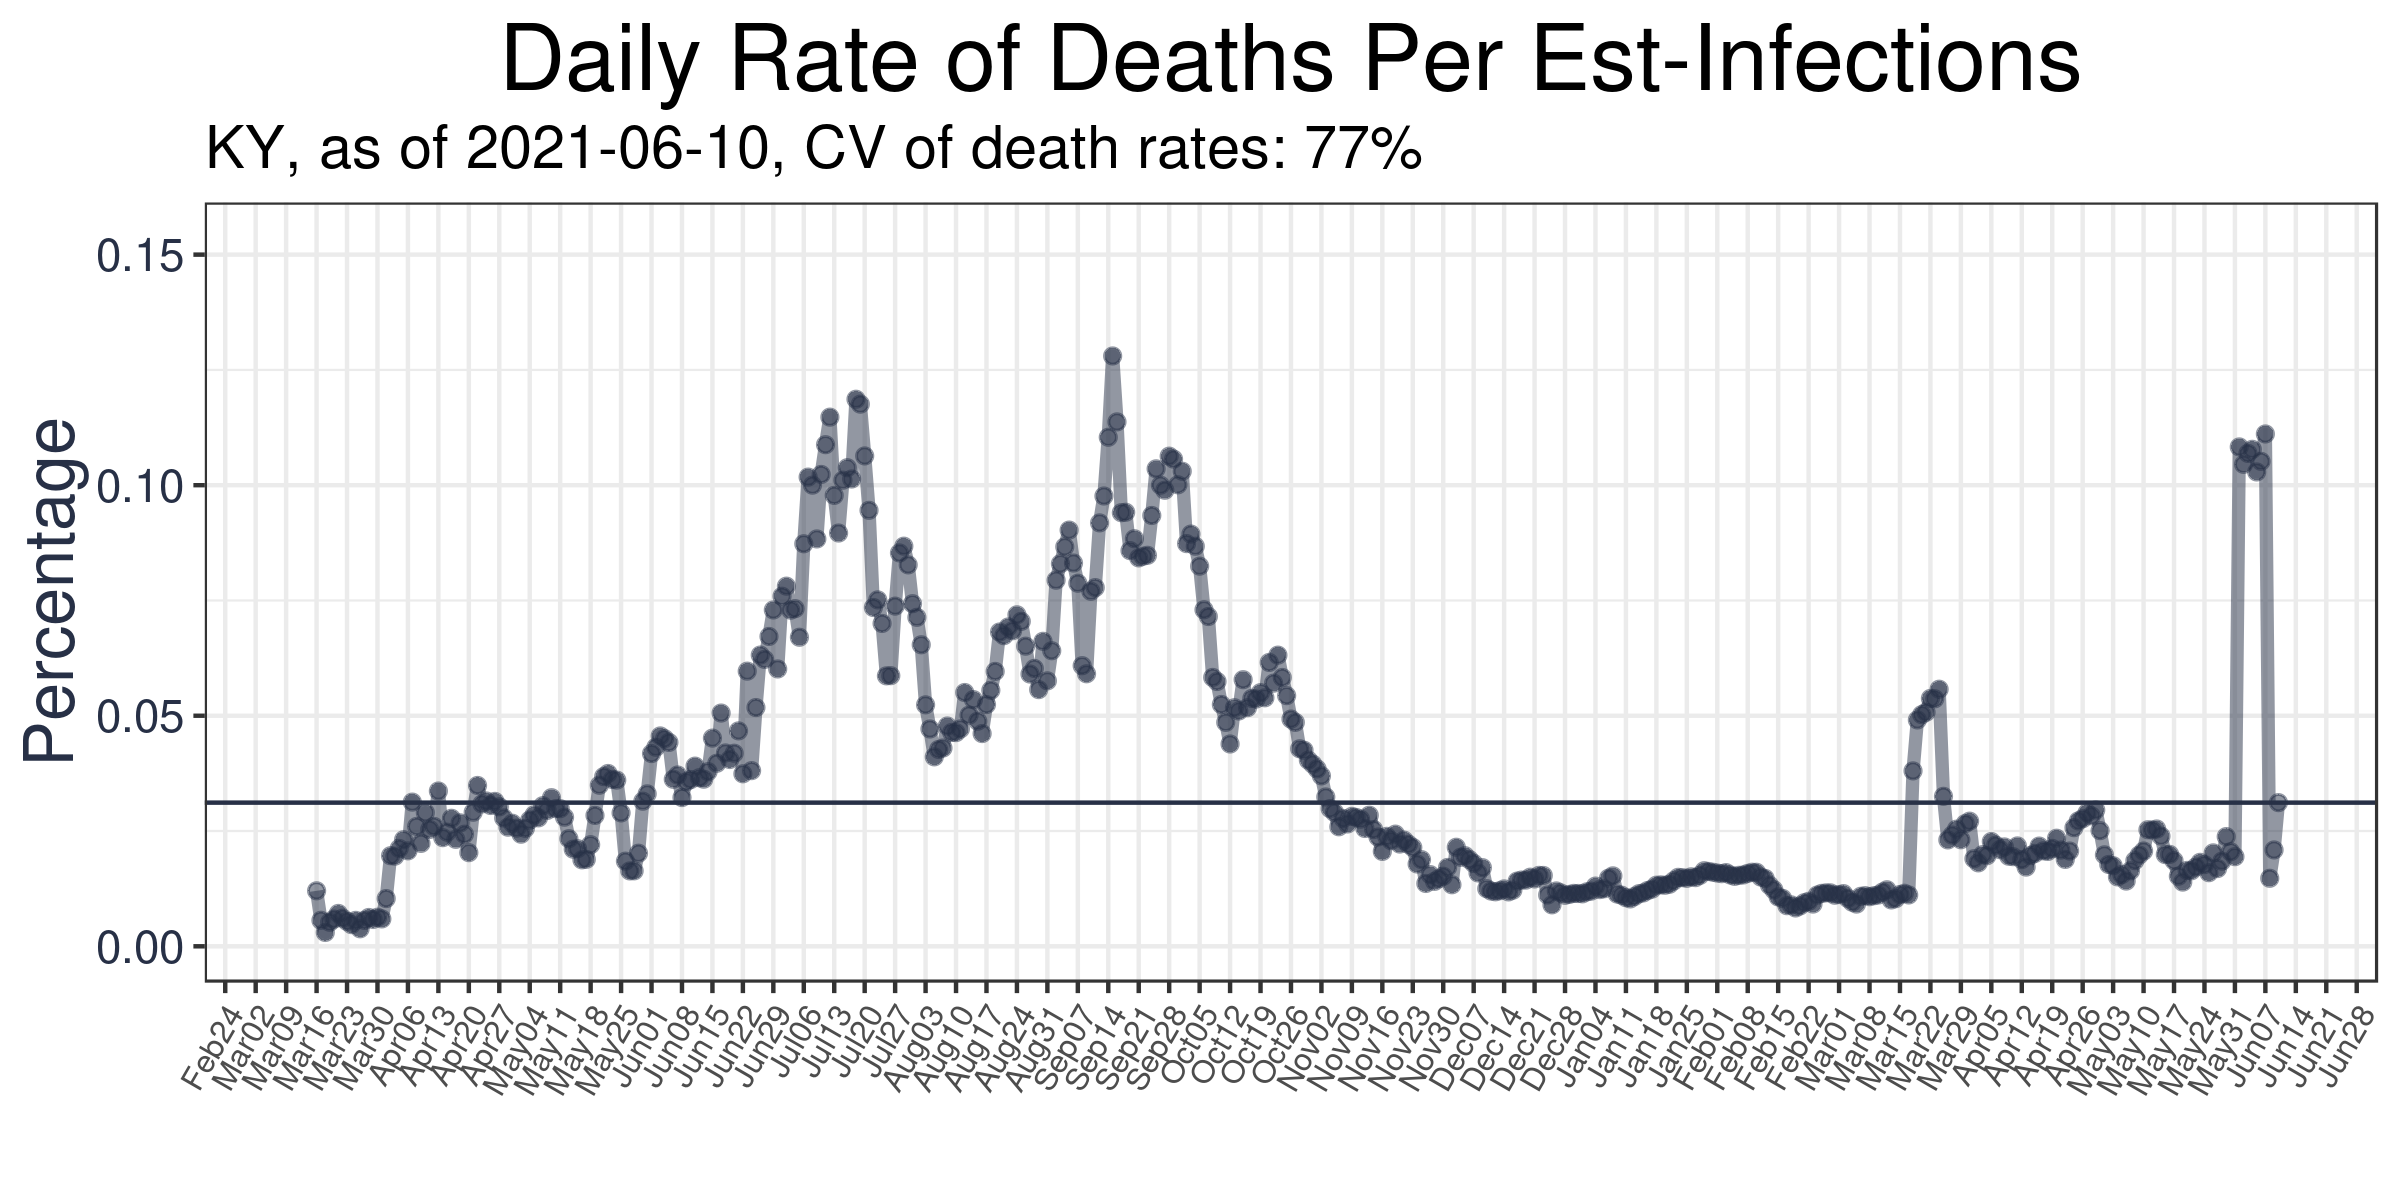 Daily Rate of Deaths Per Est-Infections
KY, as of 2021-06-10, CV of death rates: 77%
Percentage
0.15
0.10
0.05
0.00
Feb24
Mar02
Mar09
Mar16
Mar23
Mar30
Apr06
Apr13
Apr20
Apr27
May04
May11
May18
May25
Jun01
Jun08
Jun15
Jun22
Jun29
Jul06
Jul13
Jul20
Jul27
Aug03
Aug10
Aug17
Aug24
Aug31
Sep07
Sep14
Sep21
Sep28
Oct05
Oct12
Oct19
Oct26
Nov02
Nov09
Nov16
Nov23
Nov30
Dec07
Dec14
Dec21
Dec28
Jan04
Jan11
Jan18
Jan25
Feb01
Feb08
Feb15
Feb22
Mar01
Mar08
Mar15
Mar22
Mar29
Apr05
Apr12
Apr19
Apr26
May03
May10
May17
May24
May31
Jun07
Jun14
Jun21
Jun28